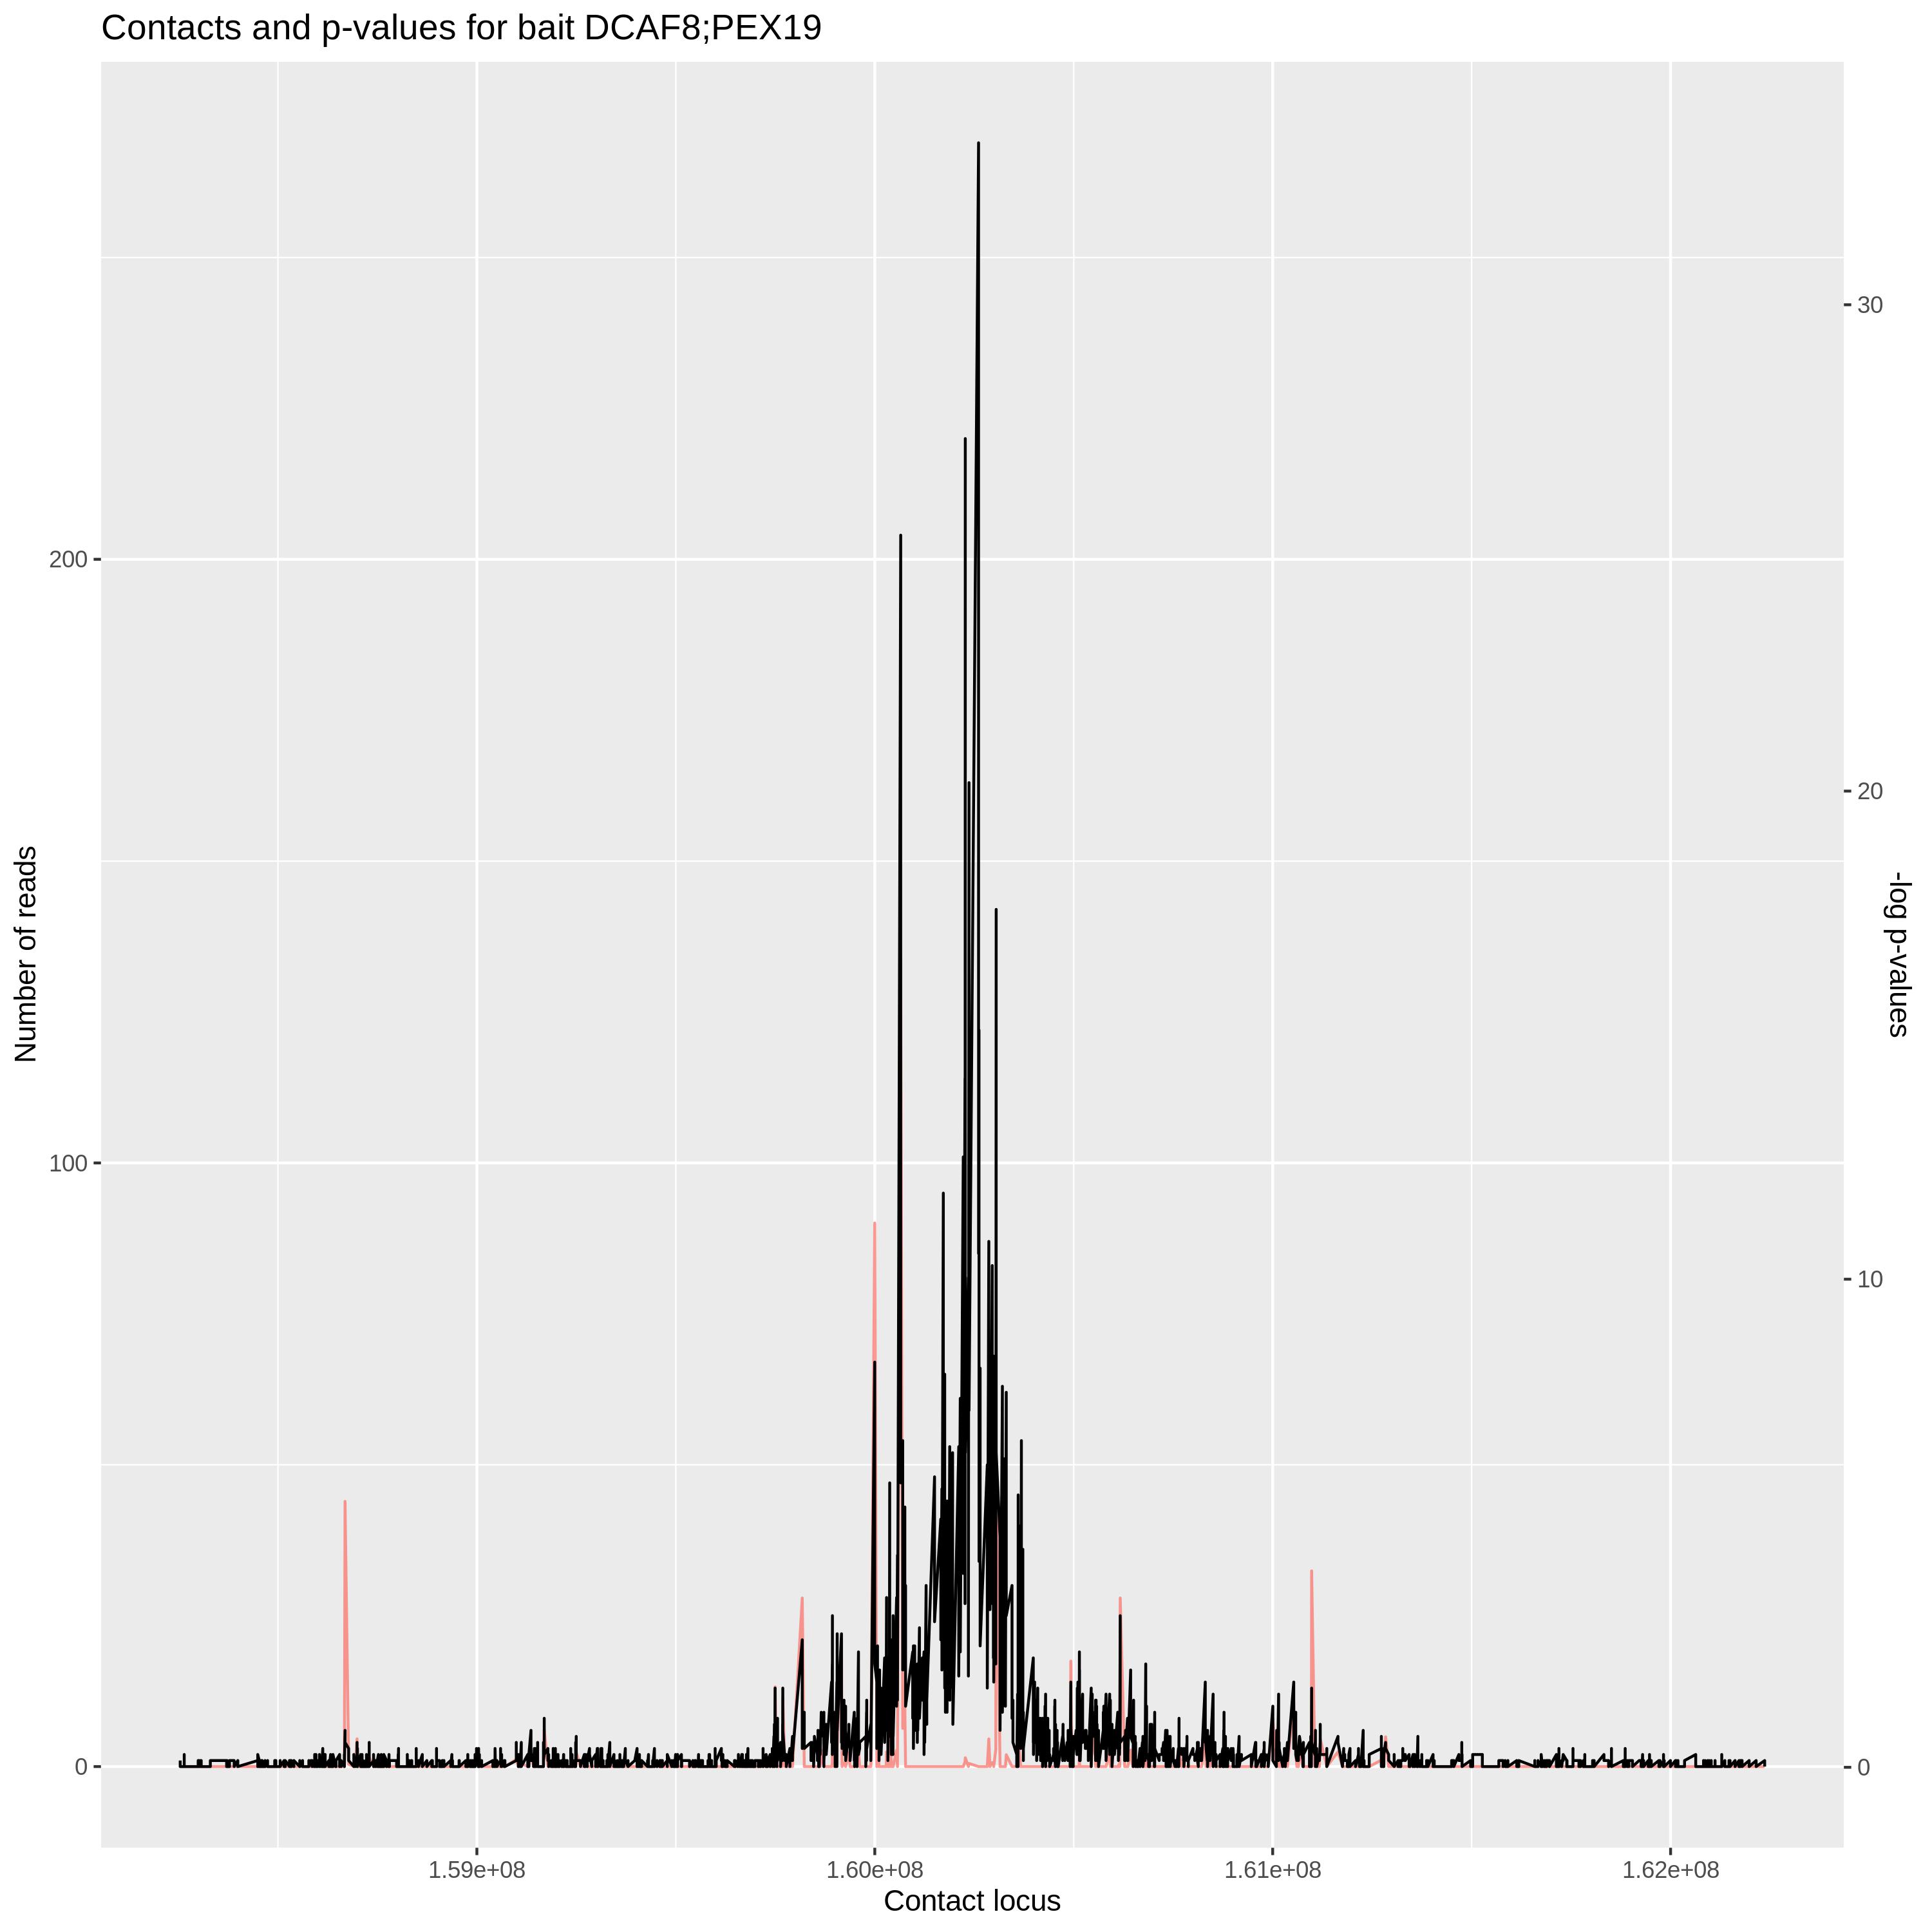 Contacts and p-values for bait DCAF8;PEX19
Number of reads
200
100
0
30
20
10
0
-log p-values
1.59e+08
1.60e+08
1.61e+08
1.62e+08
Contact locus